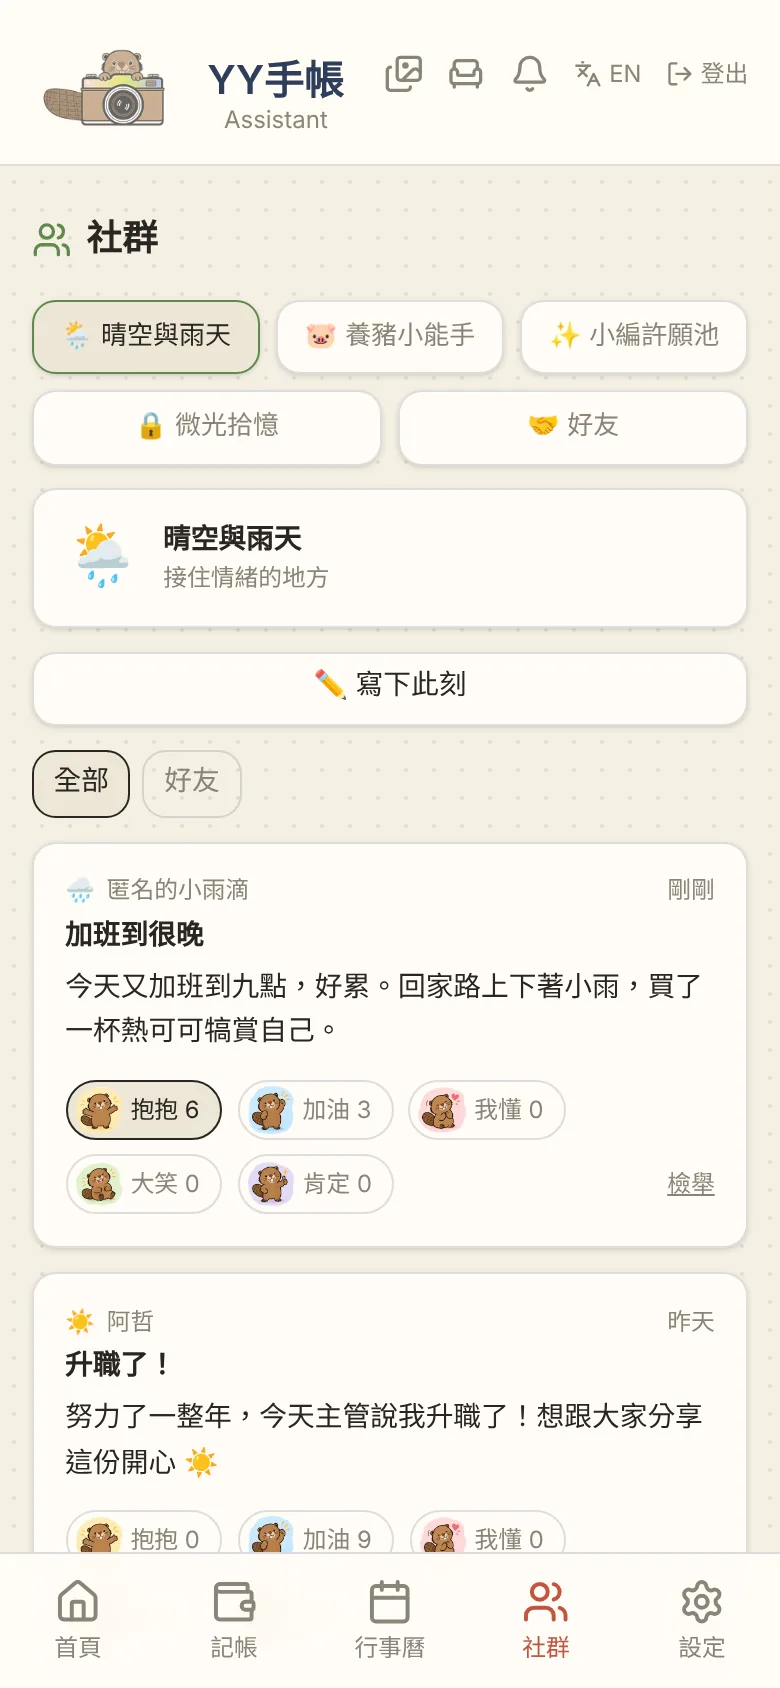 YY手帳
Assistant
EN
登出
社群
晴空與雨天
養豬小能手
小編許願池
微光拾憶
好友
晴空與雨天
接住情緒的地方
寫下此刻
全部
好友
匿名的小雨滴
剛剛
加班到很晚
今天又加班到九點，好累。回家路上下著小雨，買了
一杯熱可可犒賞自己。
抱抱 6
加油 3
我懂 0
大笑 0
肯定 0
檢舉
阿哲
昨天
升職了！
努力了一整年，今天主管說我升職了！想跟大家分享
這份開心
抱抱 0
加油 9
我懂 0
首頁
記帳
行事曆
社群
設定